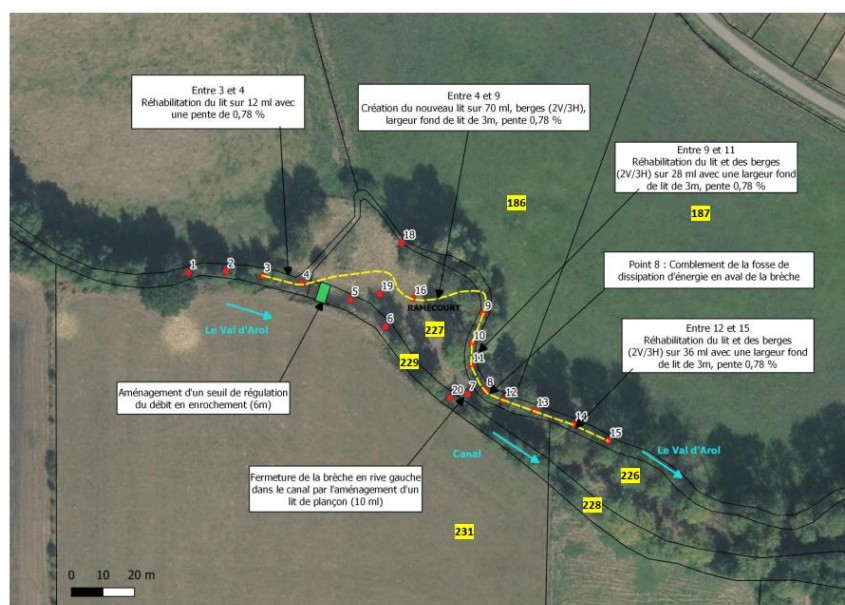 Entre 3 et 4
Réhabilitation du lit sur 12 ml avec
une pente de 0,78 %
Entre 4 et 9
Création du nouveau lit sur 70 ml, berges (2V/3H),
largeur fond de lit de 3m, pente 0,78 %
Entre 9 et 11
Réhabilitation du lit et des berges
(2V/3H) sur 28 ml avec une largeur fond
de lit de 3m, pente 0,78 %
186
187
18
Point 8 : Comblement de la fosse de
dissipation d'énergie en aval de la brèche
1
2
3
4
5
19
16
RAMECOURT
9
6
227
10
11
Le Val d'Arol
229
Entre 12 et 15
Réhabilitation du lit et des berges
(2V/3H) sur 36 ml avec une largeur fond
de lit de 3m, pente 0,78 %
Aménagement d'un seuil de régulation
du débit en enrochement (6m)
20
7
8
12
13
14
15
Canal
Le Val d'Arol
226
Fermeture de la brèche en rive gauche
dans le canal par l'aménagement d'un
lit de plançon (10 ml)
228
231
0 10 20 m